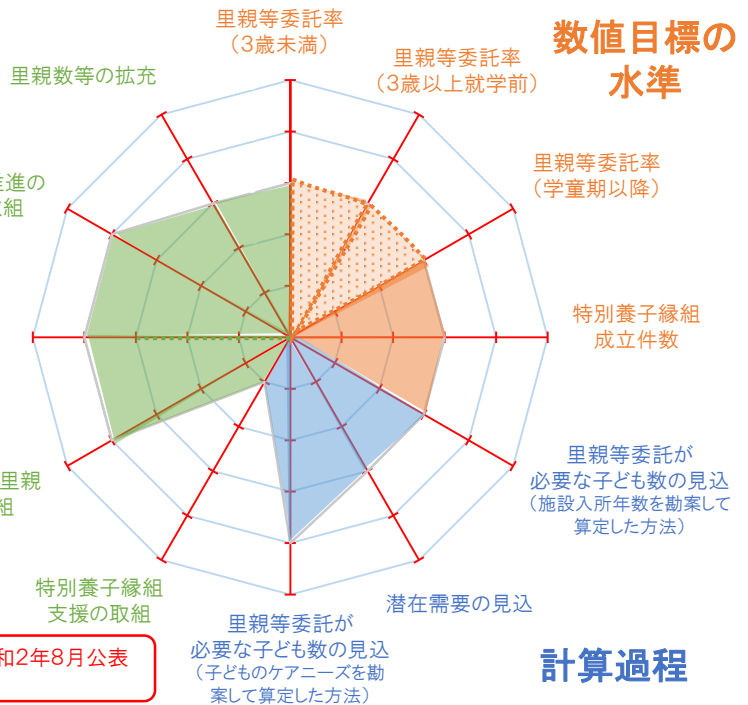 数値目標の
水準
里親等委託率
(3歳未満)
里親等委託率
(3歳以上就学前)
里親等委託率
(学童期以降)
特別養子縁組
成立件数
里親等委託が
必要な子ども数の見込
(施設入所年数を勘案して
算定した方法)
潜在需要の見込
計算過程
里親等委託が
必要な子ども数の見込
(子どものケアニーズを勘
案して算定した方法)
特別養子縁組
支援の取組
里親
組
進の
組
里親数等の拡充
和2年8月公表